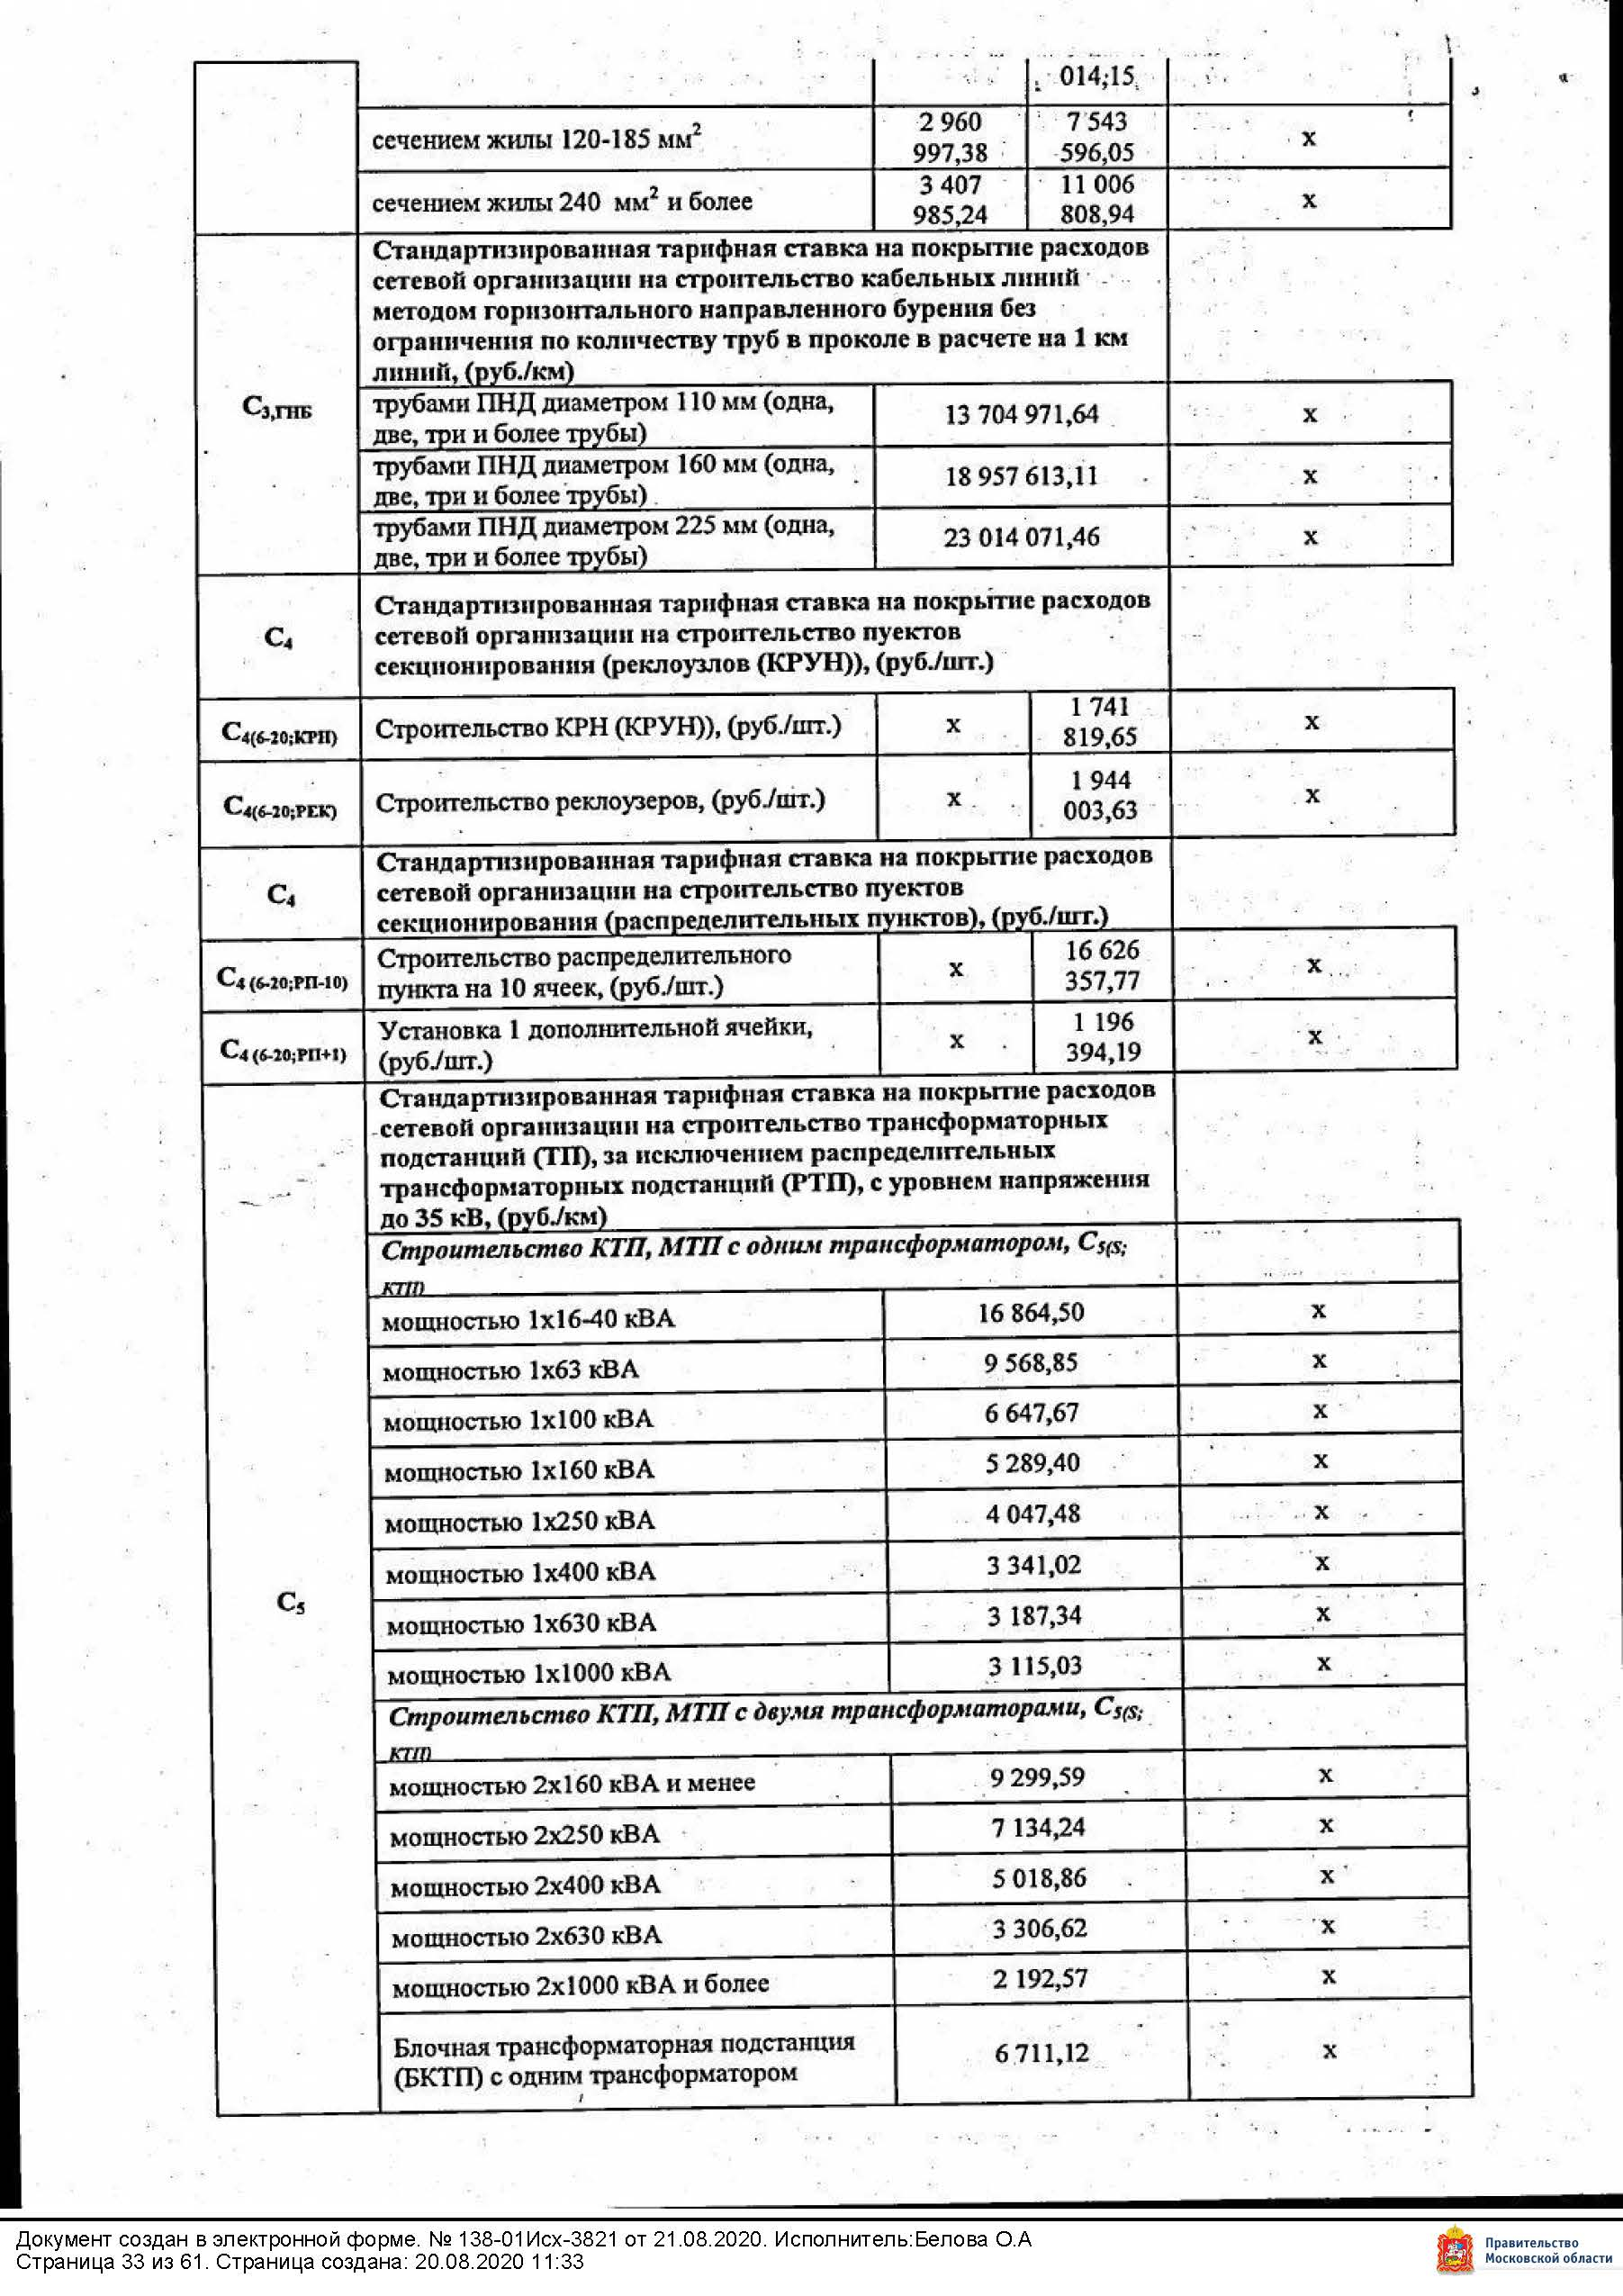 014;15
сечением жилы 120-185 мм² 2 960 997,38 7 543 596,05 х
сечением жилы 240 мм² и более 3 407 985,24 11 006 808,94 х
С3,ГНБ
Стандартизированная тарифная ставка на покрытие расходов
сетевой организации на строительство кабельных линий
методом горизонтального направленного бурения без
ограничения по количеству труб в проколе в расчете на 1 км
линий, (руб./км)
трубами ПНД диаметром 110 мм (одна,
две, три и более трубы) 13 704 971,64 х
трубами ПНД диаметром 160 мм (одна,
две, три и более трубы) 18 957 613,11 х
трубами ПНД диаметром 225 мм (одна,
две, три и более трубы) 23 014 071,46 х
С4
Стандартизированная тарифная ставка на покрытие расходов
сетевой организации на строительство пуектов
секционирования (реклоузлов (КРУН)), (руб./шт.)
С4(6-20;КРН) Строительство КРН (КРУН)), (руб./шт.) х 1 741 819,65 х
С4(6-20;РЕК) Строительство реклоузеров, (руб./шт.) х 1 944 003,63 х
С4
Стандартизированная тарифная ставка на покрытие расходов
сетевой организации на строительство пуектов
секционирования (распределительных пунктов), (руб./шт.)
С4 (6-20;РП-10) Строительство распределительного
пункта на 10 ячеек, (руб./шт.) х 16 626 357,77 х
С4 (6-20;РП+1) Установка 1 дополнительной ячейки,
(руб./шт.) х 1 196 394,19 х
С5
Стандартизированная тарифная ставка на покрытие расходов
сетевой организации на строительство трансформаторных
подстанций (ТП), за исключением распределительных
трансформаторных подстанций (РТП), с уровнем напряжения
до 35 кВ, (руб./км)
Строительство КТП, МТП с одним трансформатором, С5(S;
КТП)
мощностью 1х16-40 кВА 16 864,50 х
мощностью 1х63 кВА 9 568,85 х
мощностью 1х100 кВА 6 647,67 х
мощностью 1х160 кВА 5 289,40 х
мощностью 1х250 кВА 4 047,48 х
мощностью 1х400 кВА 3 341,02 х
мощностью 1х630 кВА 3 187,34 х
мощностью 1х1000 кВА 3 115,03 х
Строительство КТП, МТП с двумя трансформаторами, С5(S;
КТП)
мощностью 2х160 кВА и менее 9 299,59 х
мощностью 2х250 кВА 7 134,24 х
мощностью 2х400 кВА 5 018,86 х
мощностью 2х630 кВА 3 306,62 х
мощностью 2х1000 кВА и более 2 192,57 х
Блочная трансформаторная подстанция
(БКТП) с одним трансформатором 6 711,12 х
Документ создан в электронной форме. № 138-01Исх-3821 от 21.08.2020. Исполнитель:Белова О.А
Страница 33 из 61. Страница создана: 20.08.2020 11:33
Правительство
Московской области